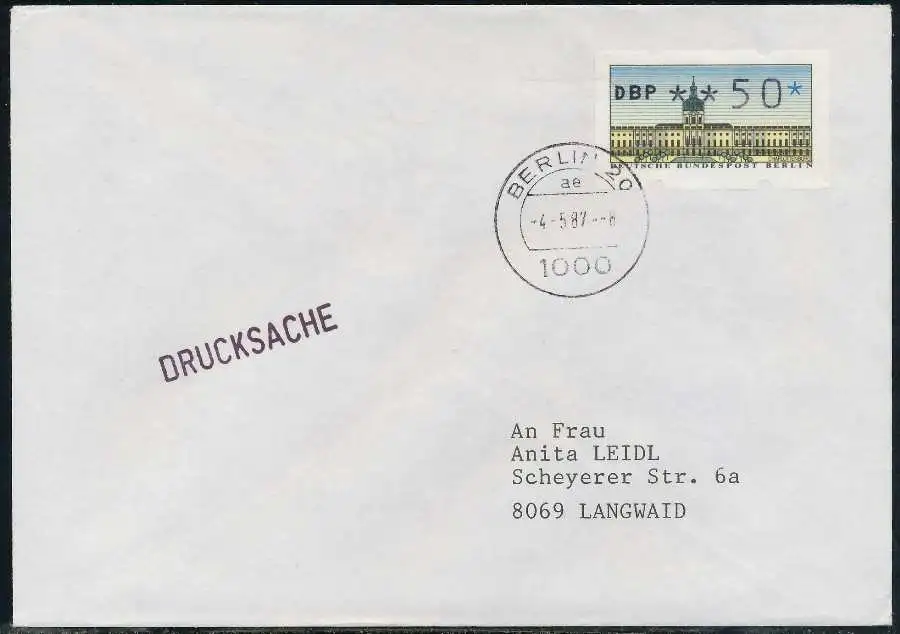 DBP ** 50*
DEUTSCHE BUNDESPOST BERLIN
BERLIN 20
ae
-4.-5.87.--8
1000
DRUCKSACHE
An Frau
Anita LEIDL
Scheyerer Str. 6a
8069 LANGWAID